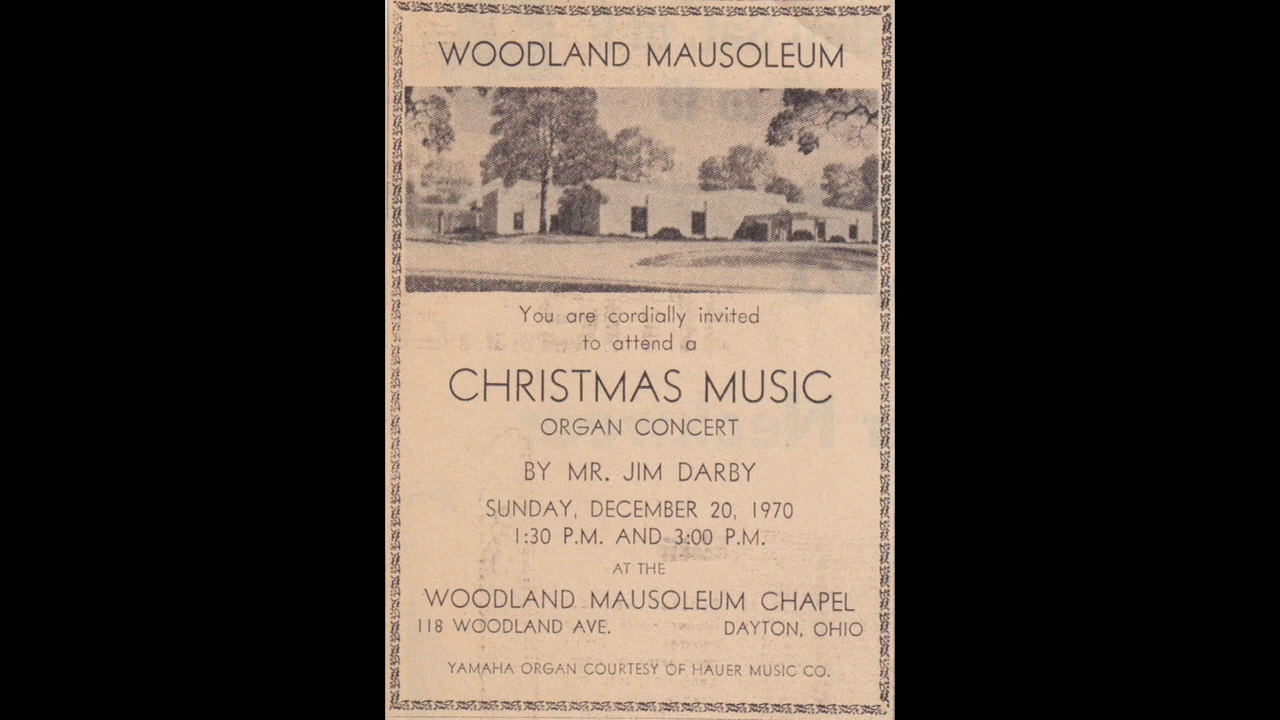 WOODLAND MAUSOLEUM
You are cordially invited
to attend a
CHRISTMAS MUSIC
ORGAN CONCERT
BY MR. JIM DARBY
SUNDAY, DECEMBER 20, 1970
1:30 P.M. AND 3:00 P.M.
AT THE
WOODLAND MAUSOLEUM CHAPEL
118 WOODLAND AVE. DAYTON, OHIO
YAMAHA ORGAN COURTESY OF HAUER MUSIC CO.